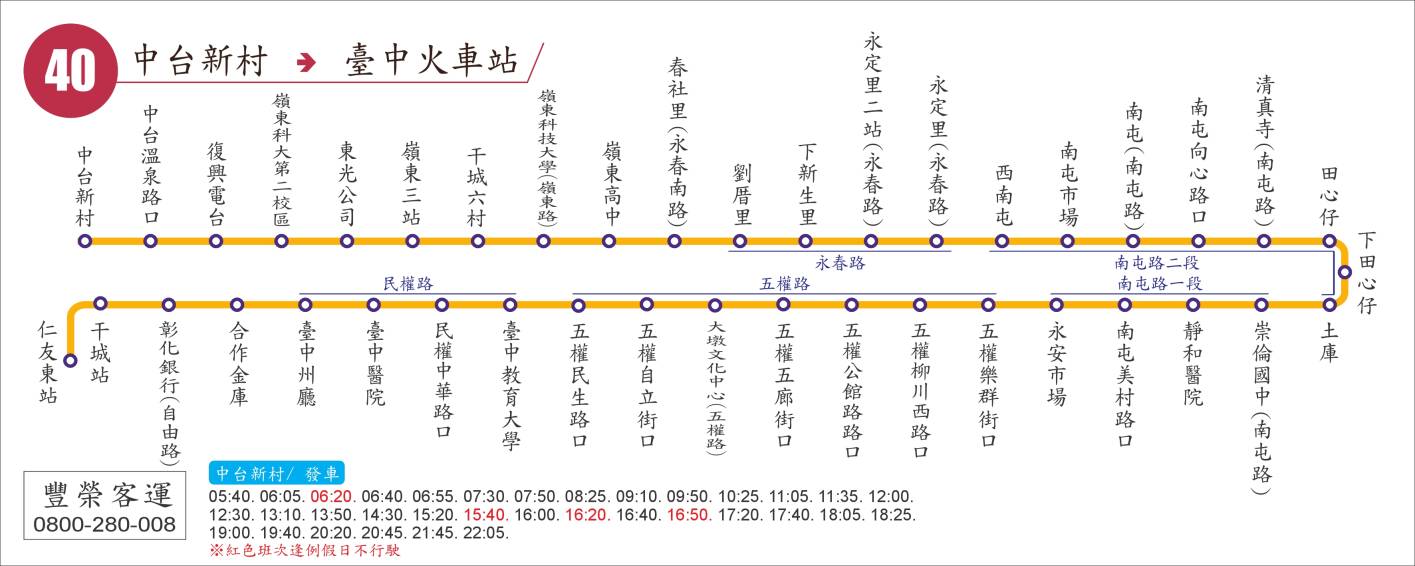 40
中台新村 ➔ 臺中火車站
中台新村
中台溫泉路口
復興電台
嶺東科大第二校區
東光公司
嶺東三站
干城六村
嶺東科技大學(嶺東路)
嶺東高中
春社里(永春南路)
劉厝里
下新生里
永定里二站(永春路)
永定里(永春路)
西南屯
南屯市場
南屯(南屯路)
南屯向心路口
清真寺(南屯路)
田心仔
下田心仔
永春路
南屯路二段
民權路
五權路
南屯路一段
仁友東站
干城站
彰化銀行(自由路)
合作金庫
臺中州廳
臺中醫院
民權中華路口
臺中教育大學
五權民生路口
五權自立街口
大墩文化中心(五權路)
五權五廊街口
五權公館路路口
五權柳川西路口
五權樂群街口
永安市場
南屯美村路口
靜和醫院
崇倫國中(南屯路)
土庫
豐榮客運
0800-280-008
中台新村/ 發車
05:40. 06:05. 06:20. 06:40. 06:55. 07:30. 07:50. 08:25. 09:10. 09:50. 10:25. 11:05. 11:35. 12:00.
12:30. 13:10. 13:50. 14:30. 15:20. 15:40. 16:00. 16:20. 16:40. 16:50. 17:20. 17:40. 18:05. 18:25.
19:00. 19:40. 20:20. 20:45. 21:45. 22:05.
※紅色班次逢例假日不行駛